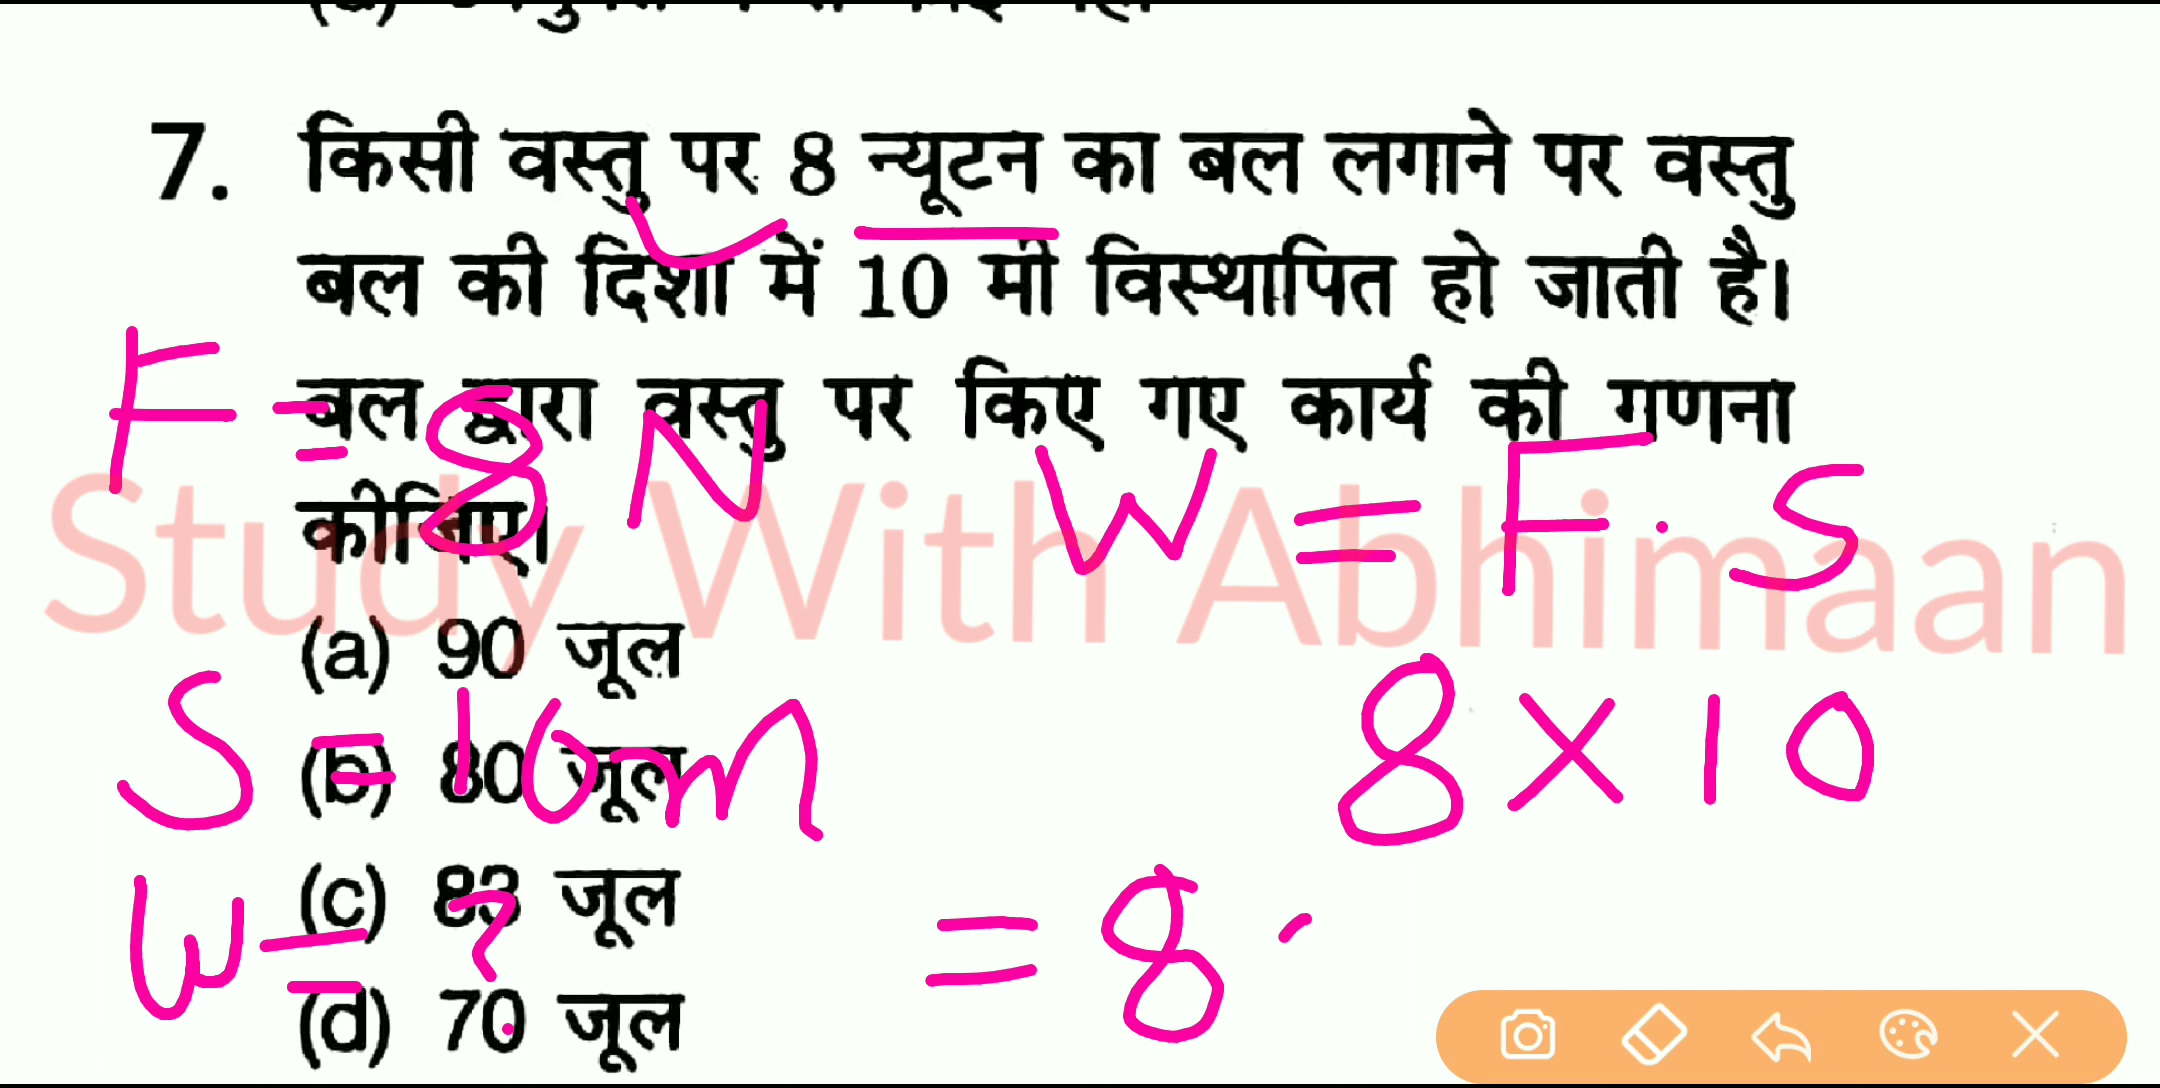 7. किसी वस्तु पर 8 न्यूटन का बल लगाने पर वस्तु
बल की दिशा में 10 मी विस्थापित हो जाती है।
बल द्वारा वस्तु पर किए गए कार्य की गणना
कीजिए।
F = 8 N
W = F . S
Study With Abhimaan
(a) 90 जूल
S = 10 m
8 × 10
(b) 80 जूल
(c) 83 जूल
W = ?
= 8
(d) 70 जूल